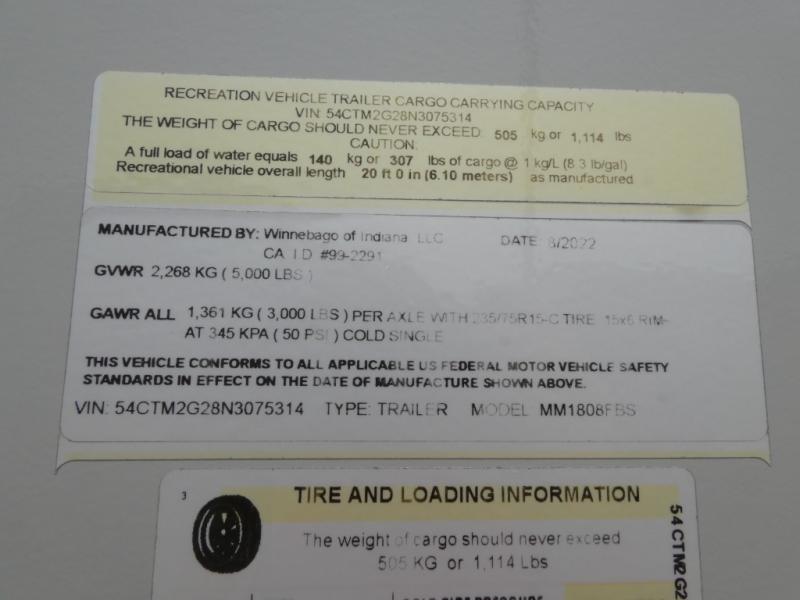 RECREATION VEHICLE TRAILER CARGO CARRYING CAPACITY
VIN: 54CTM2G28N3075314
THE WEIGHT OF CARGO SHOULD NEVER EXCEED: 505 kg or 1,114 lbs
CAUTION:
A full load of water equals 140 kg or 307 lbs of cargo @ 1 kg/L (8.3 lb/gal)
Recreational vehicle overall length 20 ft 0 in (6.10 meters) as manufactured
MANUFACTURED BY: Winnebago of Indiana, LLC DATE: 8/2022
CA I D #99-2291
GVWR 2,268 KG ( 5,000 LBS )
GAWR ALL 1,361 KG ( 3,000 LBS ) PER AXLE WITH 235/75R15-C TIRE 15x6 RIM
AT 345 KPA ( 50 PSI ) COLD SINGLE
THIS VEHICLE CONFORMS TO ALL APPLICABLE US FEDERAL MOTOR VEHICLE SAFETY
STANDARDS IN EFFECT ON THE DATE OF MANUFACTURE SHOWN ABOVE.
VIN: 54CTM2G28N3075314 TYPE: TRAILER MODEL MM1808FBS
3
TIRE AND LOADING INFORMATION
The weight of cargo should never exceed
505 KG or 1,114 Lbs
54CTM2G2